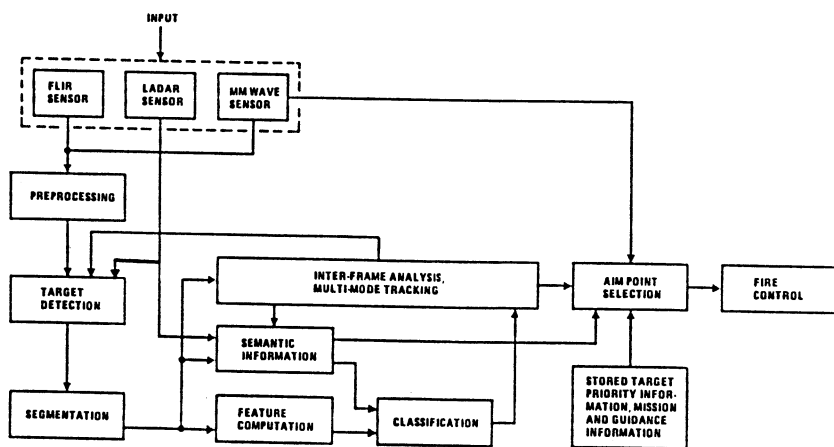 INPUT
FLIR
SENSOR
LADAR
SENSOR
MM WAVE
SENSOR
PREPROCESSING
TARGET
DETECTION
INTER-FRAME ANALYSIS,
MULTI-MODE TRACKING
AIM POINT
SELECTION
FIRE
CONTROL
SEMANTIC
INFORMATION
SEGMENTATION
FEATURE
COMPUTATION
CLASSIFICATION
STORED TARGET
PRIORITY INFOR-
MATION, MISSION
AND GUIDANCE
INFORMATION